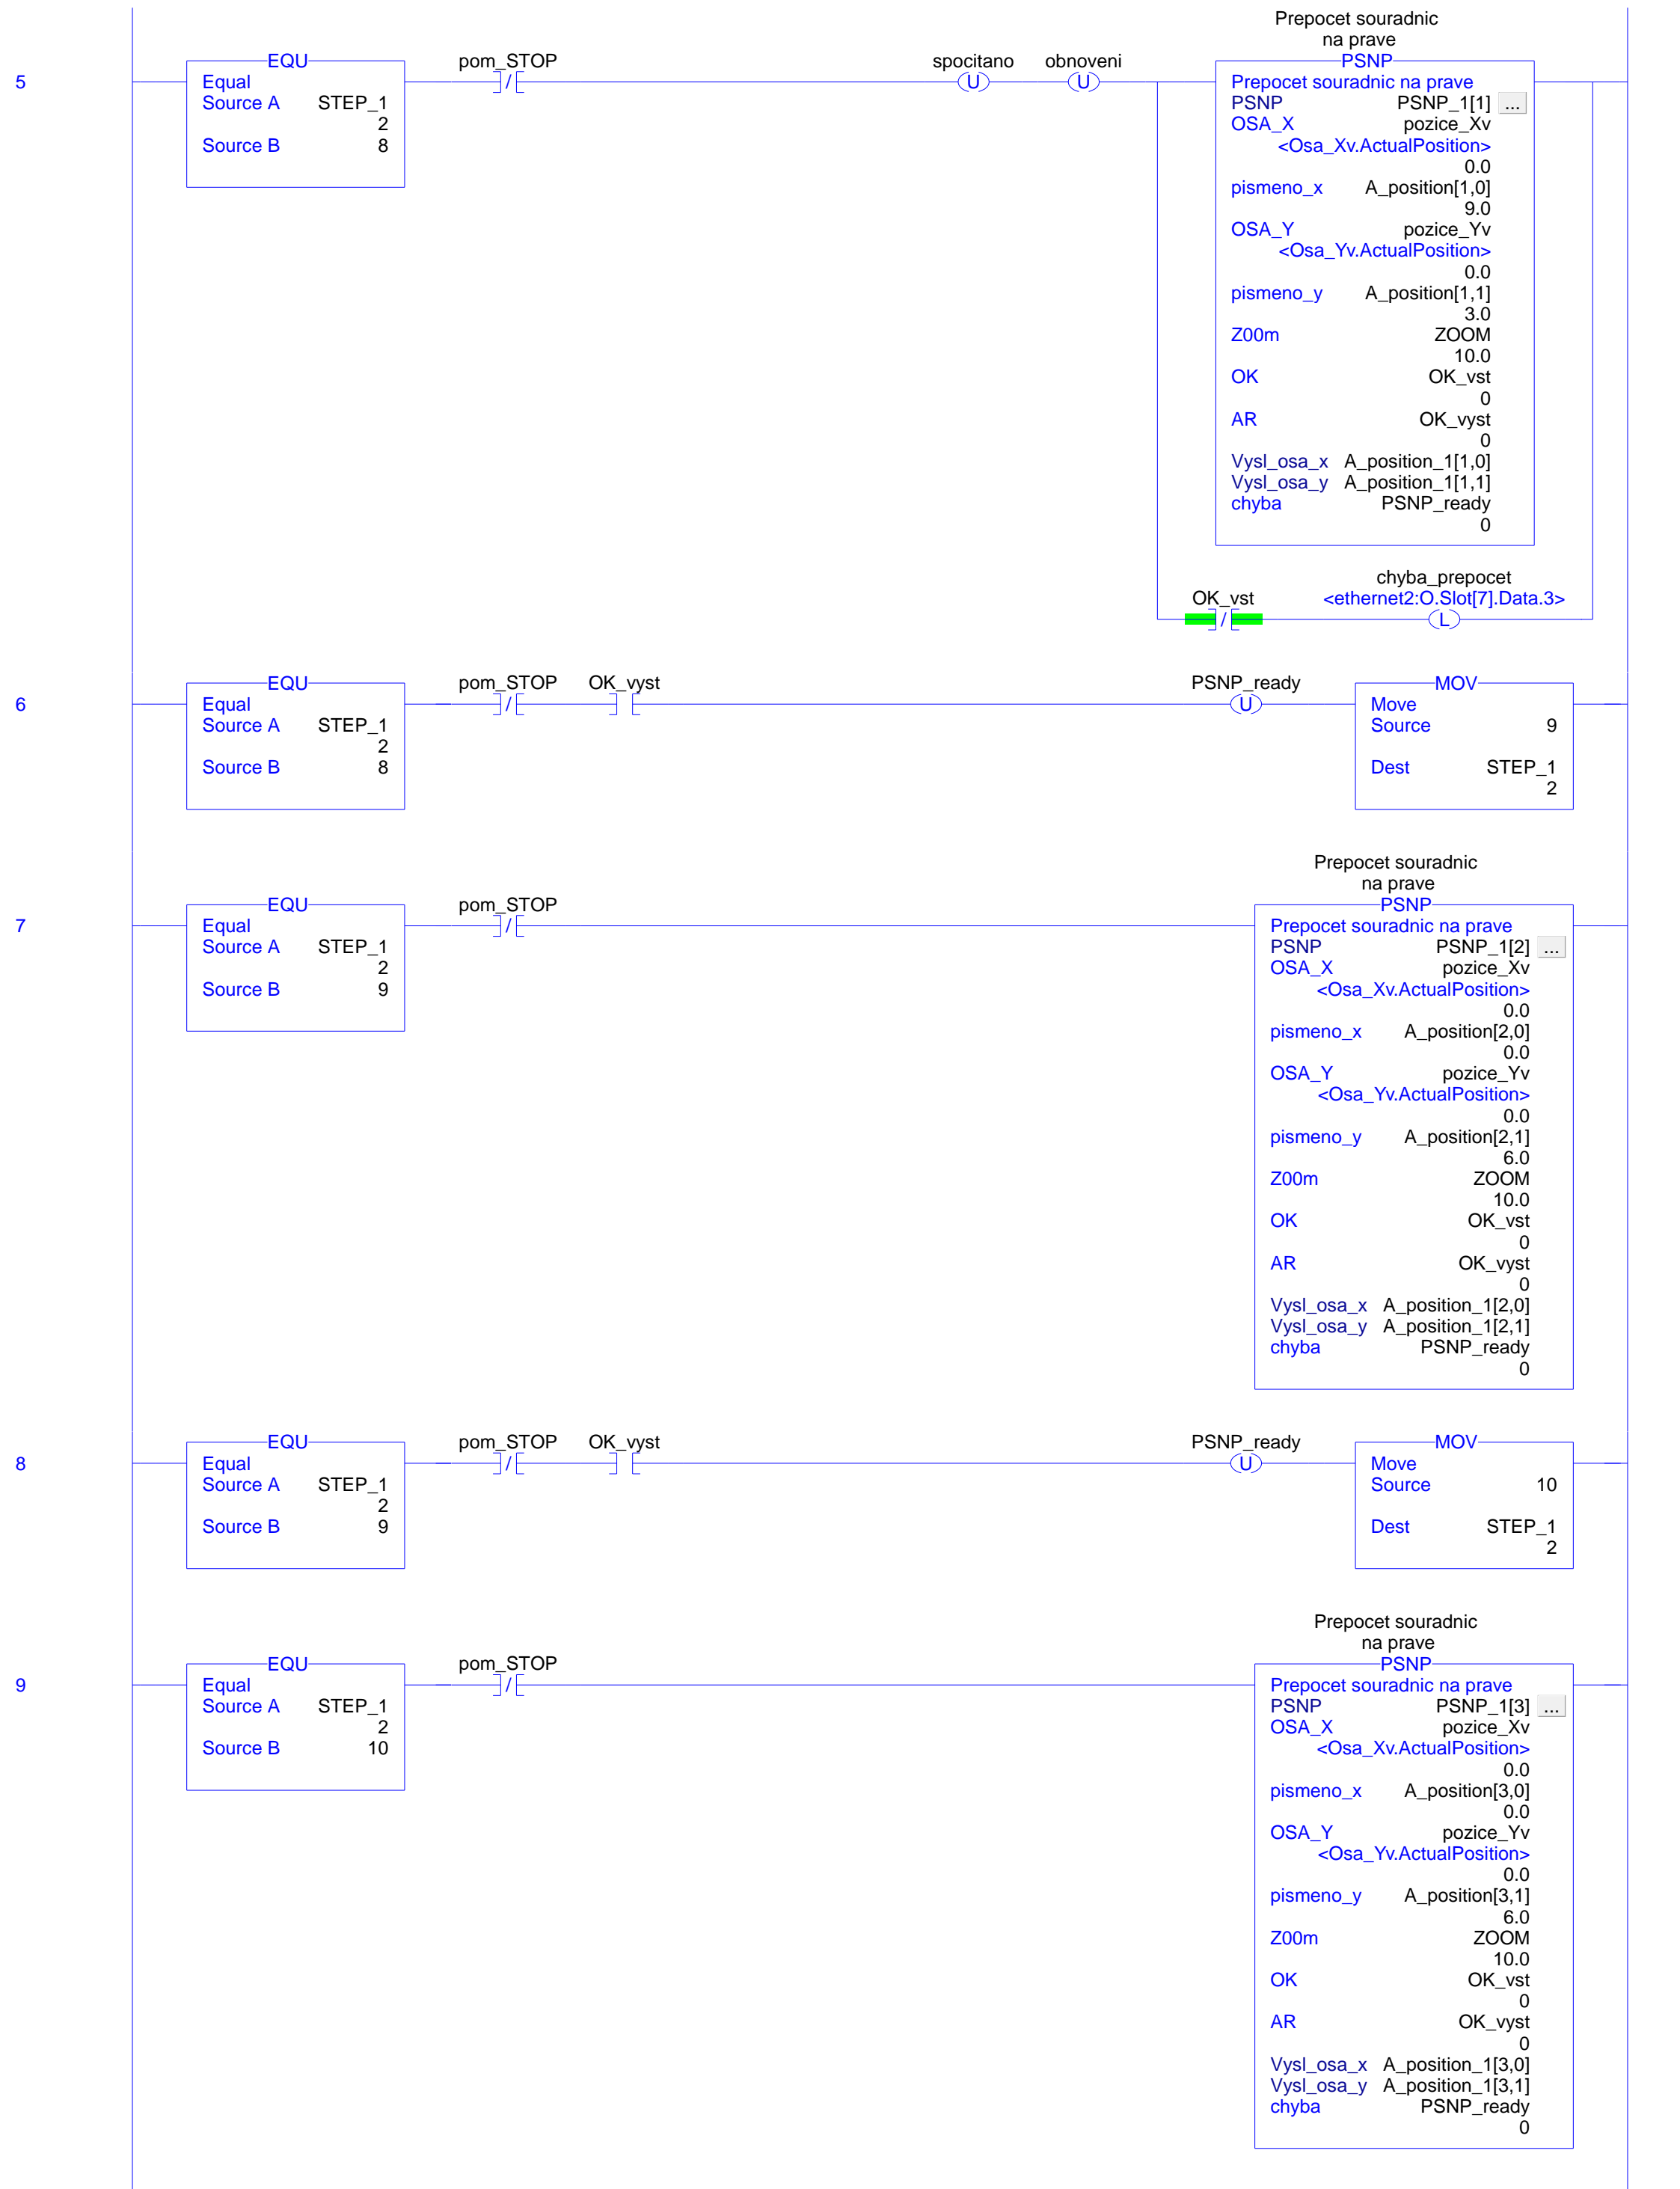 Prepocet souradnic
na prave
5
EQU
Equal
Source A STEP_1
2
Source B 8
pom_STOP
/
spocitano
U
obnoveni
U
PSNP
Prepocet souradnic na prave
PSNP PSNP_1[1] ...
OSA_X pozice_Xv
<Osa_Xv.ActualPosition>
0.0
pismeno_x A_position[1,0]
9.0
OSA_Y pozice_Yv
<Osa_Yv.ActualPosition>
0.0
pismeno_y A_position[1,1]
3.0
Z00m ZOOM
10.0
OK OK_vst
0
AR OK_vyst
0
Vysl_osa_x A_position_1[1,0]
Vysl_osa_y A_position_1[1,1]
chyba PSNP_ready
0
OK_vst
/
chyba_prepocet
<ethernet2:O.Slot[7].Data.3>
L
6
EQU
Equal
Source A STEP_1
2
Source B 8
pom_STOP
/
OK_vyst
PSNP_ready
U
MOV
Move
Source 9
Dest STEP_1
2
Prepocet souradnic
na prave
7
EQU
Equal
Source A STEP_1
2
Source B 9
pom_STOP
/
PSNP
Prepocet souradnic na prave
PSNP PSNP_1[2] ...
OSA_X pozice_Xv
<Osa_Xv.ActualPosition>
0.0
pismeno_x A_position[2,0]
0.0
OSA_Y pozice_Yv
<Osa_Yv.ActualPosition>
0.0
pismeno_y A_position[2,1]
6.0
Z00m ZOOM
10.0
OK OK_vst
0
AR OK_vyst
0
Vysl_osa_x A_position_1[2,0]
Vysl_osa_y A_position_1[2,1]
chyba PSNP_ready
0
8
EQU
Equal
Source A STEP_1
2
Source B 9
pom_STOP
/
OK_vyst
PSNP_ready
U
MOV
Move
Source 10
Dest STEP_1
2
Prepocet souradnic
na prave
9
EQU
Equal
Source A STEP_1
2
Source B 10
pom_STOP
/
PSNP
Prepocet souradnic na prave
PSNP PSNP_1[3] ...
OSA_X pozice_Xv
<Osa_Xv.ActualPosition>
0.0
pismeno_x A_position[3,0]
0.0
OSA_Y pozice_Yv
<Osa_Yv.ActualPosition>
0.0
pismeno_y A_position[3,1]
6.0
Z00m ZOOM
10.0
OK OK_vst
0
AR OK_vyst
0
Vysl_osa_x A_position_1[3,0]
Vysl_osa_y A_position_1[3,1]
chyba PSNP_ready
0